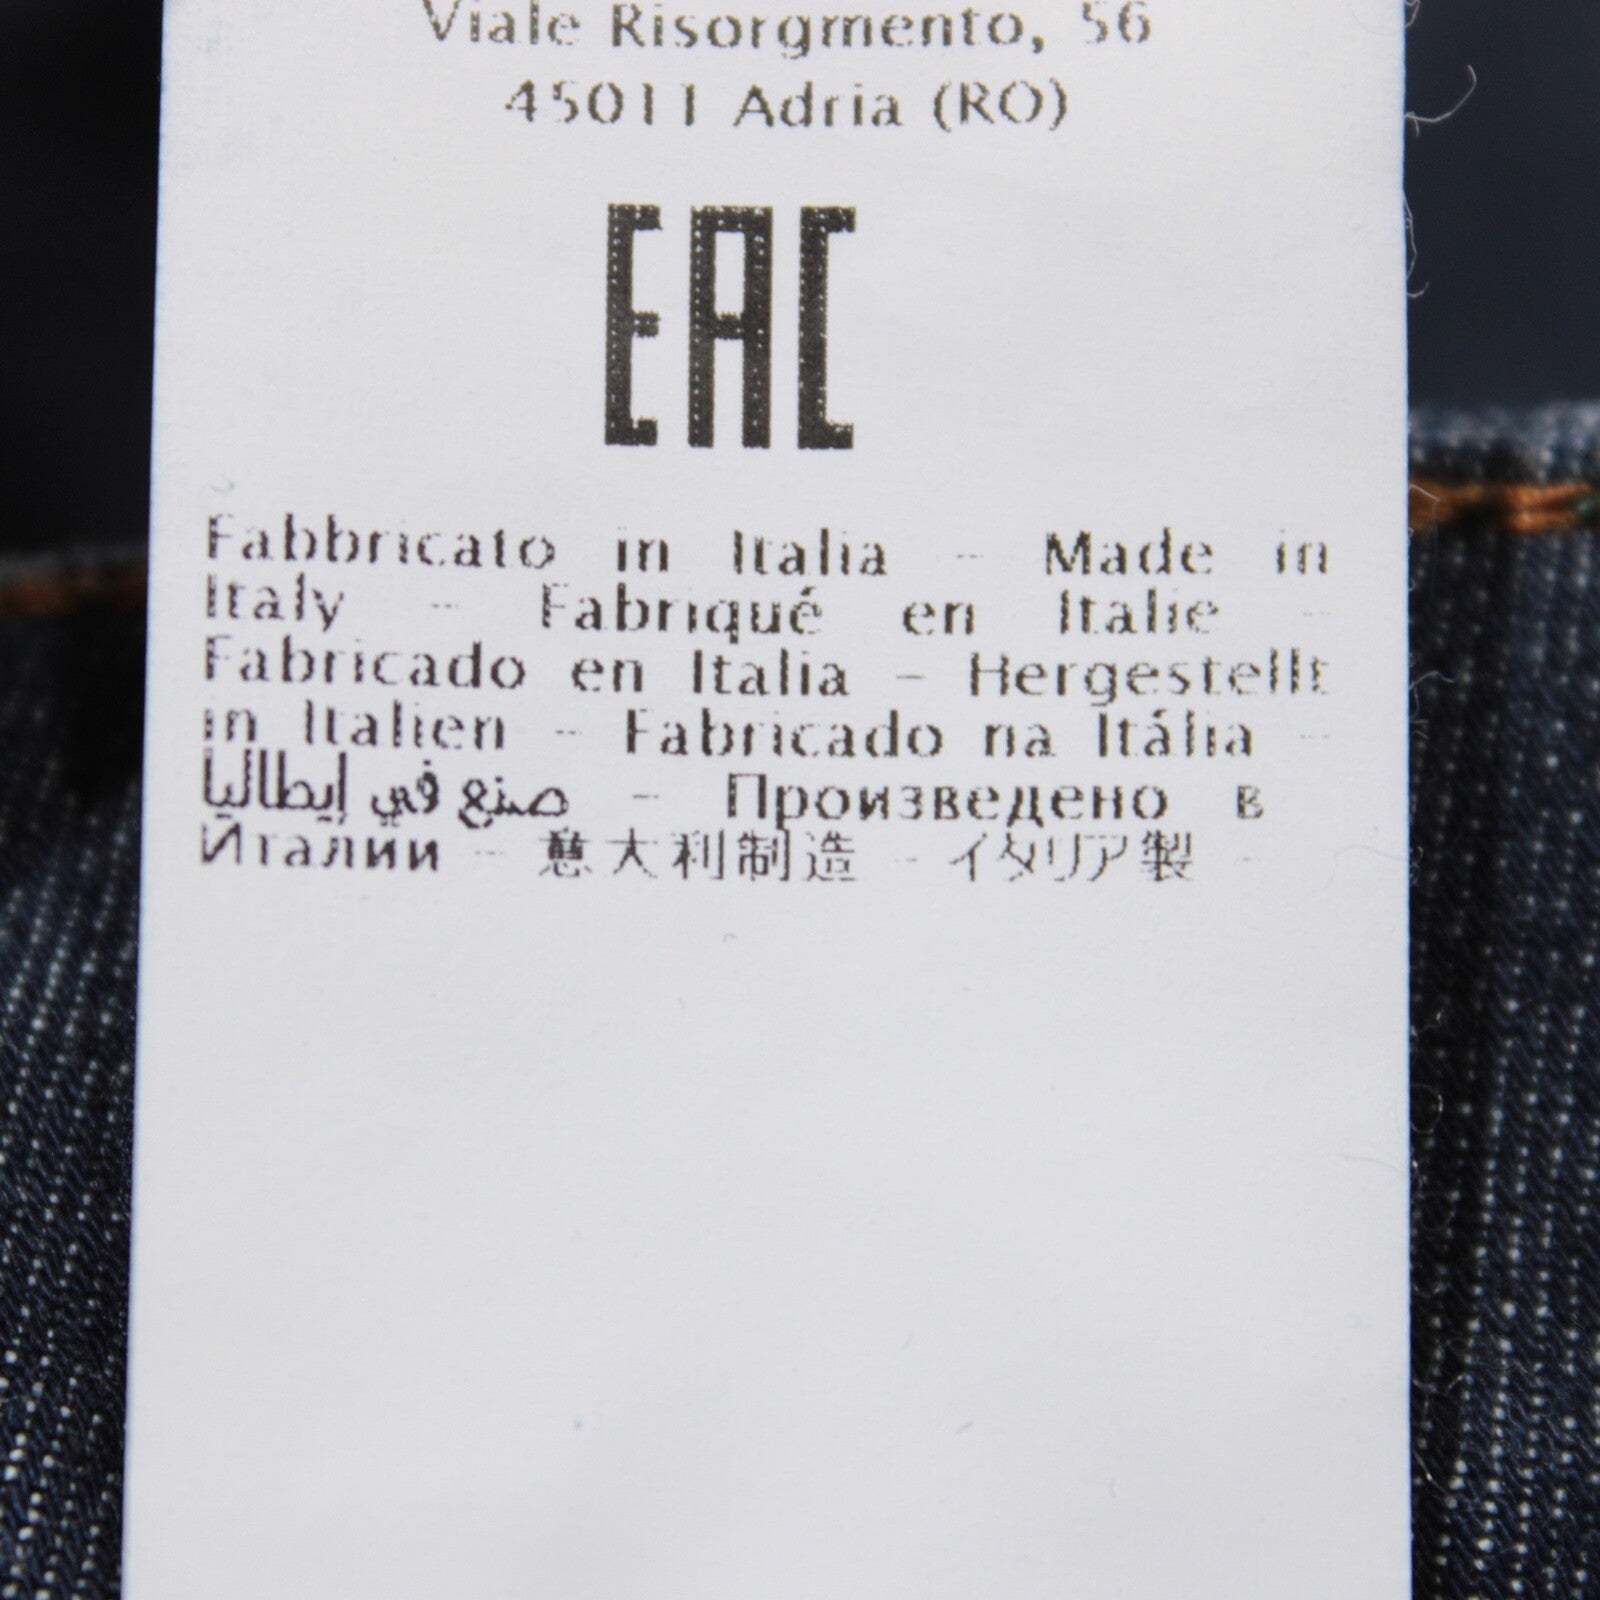 Viale Risorgmento, 56
45011 Adria (RO)
EAC
Fabbricato in Italia - Made in
Italy - Fabriqué en Italie -
Fabricado en Italia - Hergestellt
in Italien - Fabricado na Itália -
صنع في إيطاليا - Произведено в
Италии - 意大利制造 - イタリア製 -